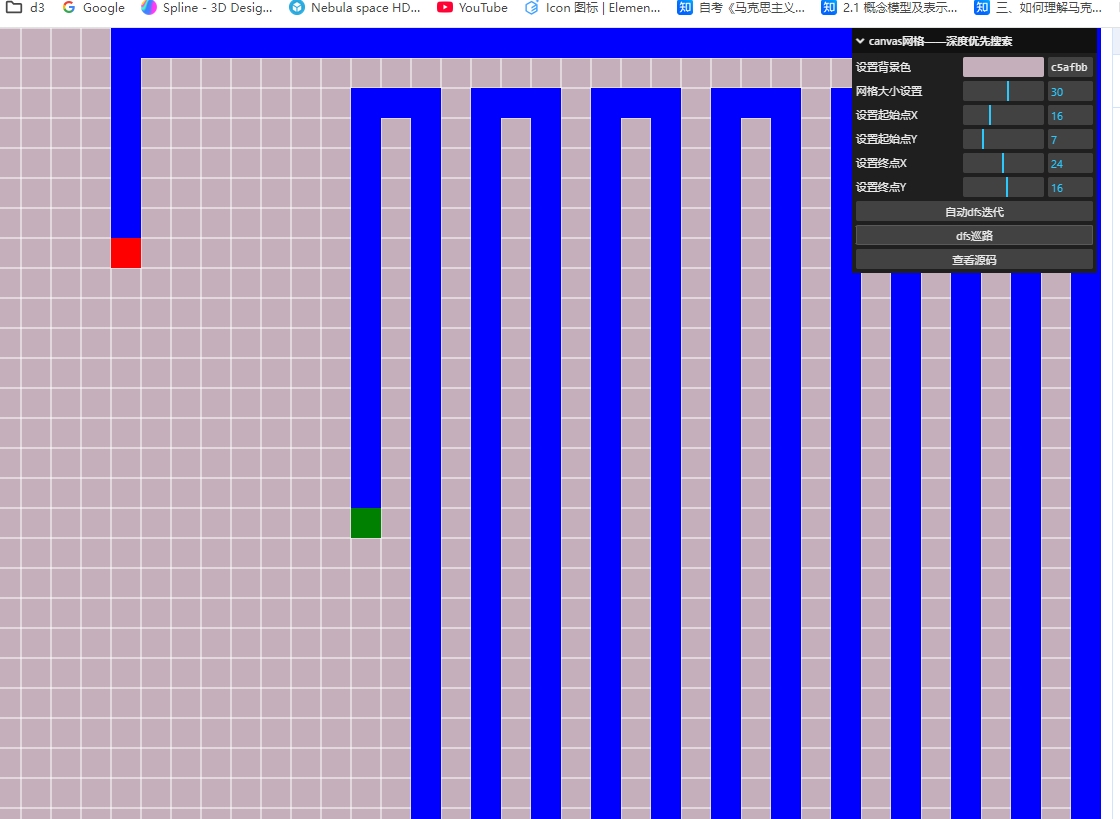 d3 Google Spline - 3D Desig... Nebula space HD... YouTube Icon 图标 | Elemen... 知 自考《马克思主义... 知 2.1 概念模型及表示... 知 三、如何理解马克...
canvas网格——深度优先搜索
设置背景色 c5afbb
网格大小设置 30
设置起始点X 16
设置起始点Y 7
设置终点X 24
设置终点Y 16
自动dfs迭代
dfs巡路
查看源码